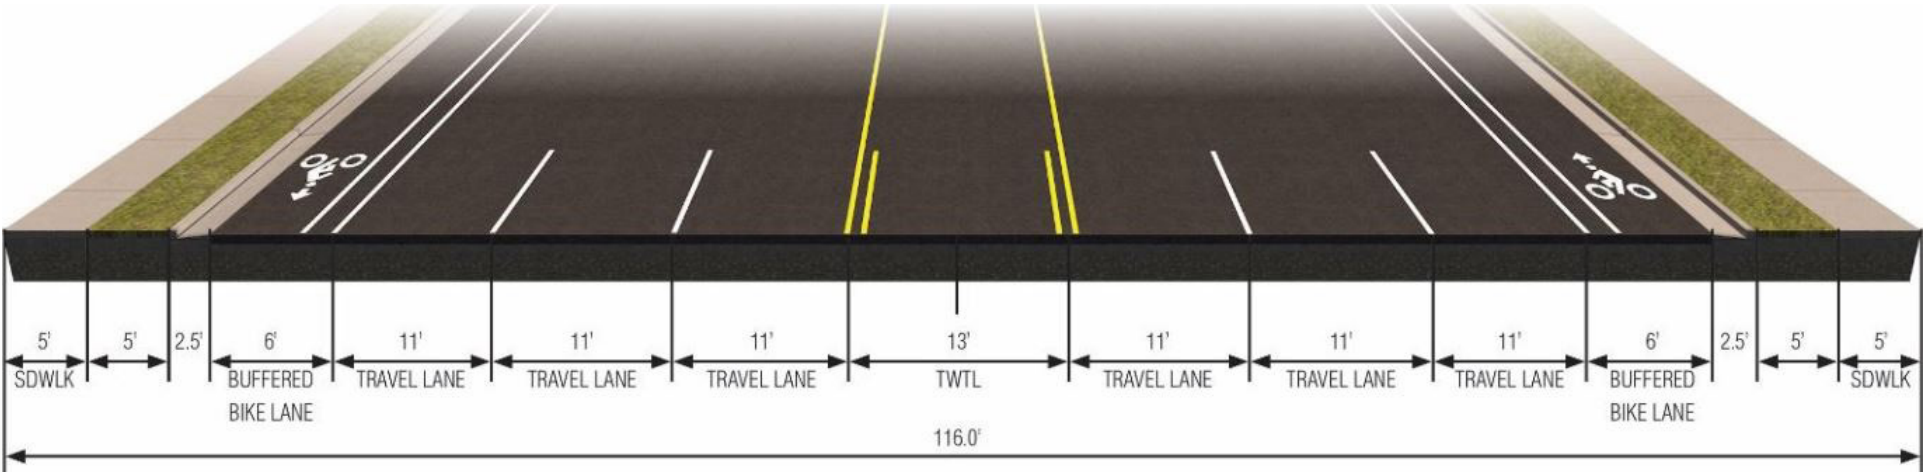 5' 5' 2.5' 6' 11' 11' 11' 13' 11' 11' 11' 6' 2.5' 5' 5'
SDWLK BUFFERED TRAVEL LANE TRAVEL LANE TRAVEL LANE TWTL TRAVEL LANE TRAVEL LANE TRAVEL LANE BUFFERED SDWLK
BIKE LANE BIKE LANE
116.0'